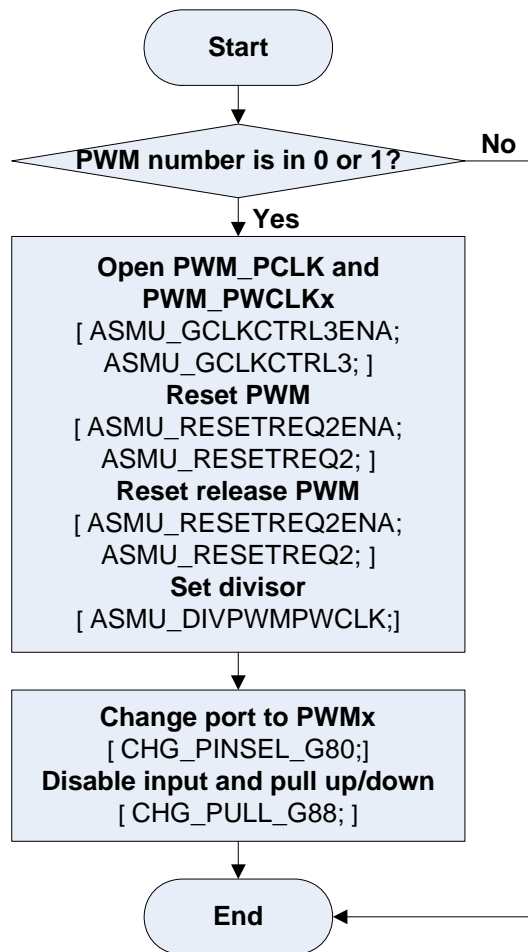 Start
PWM number is in 0 or 1?
No
Yes
Open PWM_PCLK and
PWM_PWCLKx
[ ASMU_GCLKCTRL3ENA;
ASMU_GCLKCTRL3; ]
Reset PWM
[ ASMU_RESETREQ2ENA;
ASMU_RESETREQ2; ]
Reset release PWM
[ ASMU_RESETREQ2ENA;
ASMU_RESETREQ2; ]
Set divisor
[ ASMU_DIVPWMPWCLK;]
Change port to PWMx
[ CHG_PINSEL_G80;]
Disable input and pull up/down
[ CHG_PULL_G88; ]
End